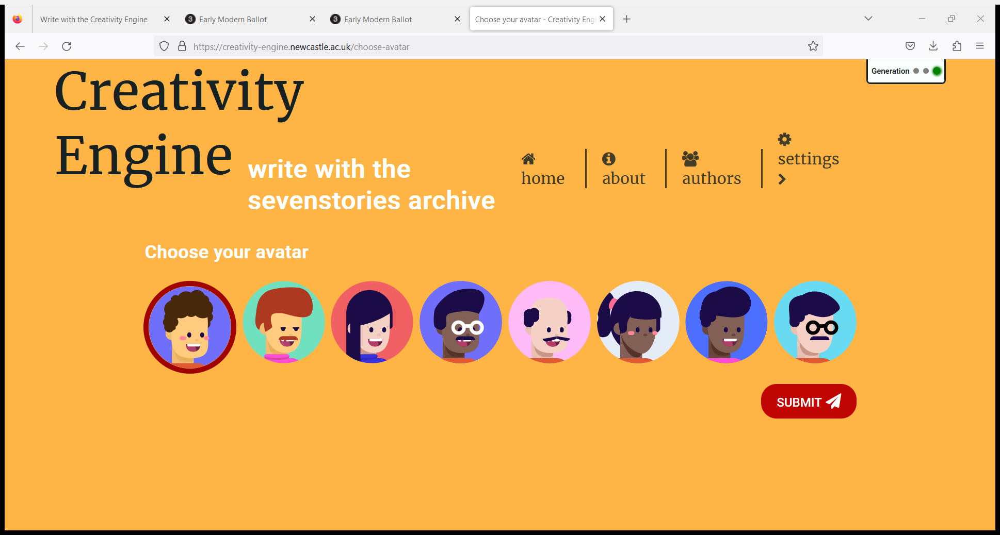 Write with the Creativity Engine
3 Early Modern Ballot
3 Early Modern Ballot
Choose your avatar - Creativity Engi
https://creativity-engine.newcastle.ac.uk/choose-avatar
Generation
Creativity
Engine
write with the
sevenstories archive
home
about
authors
settings
Choose your avatar
SUBMIT